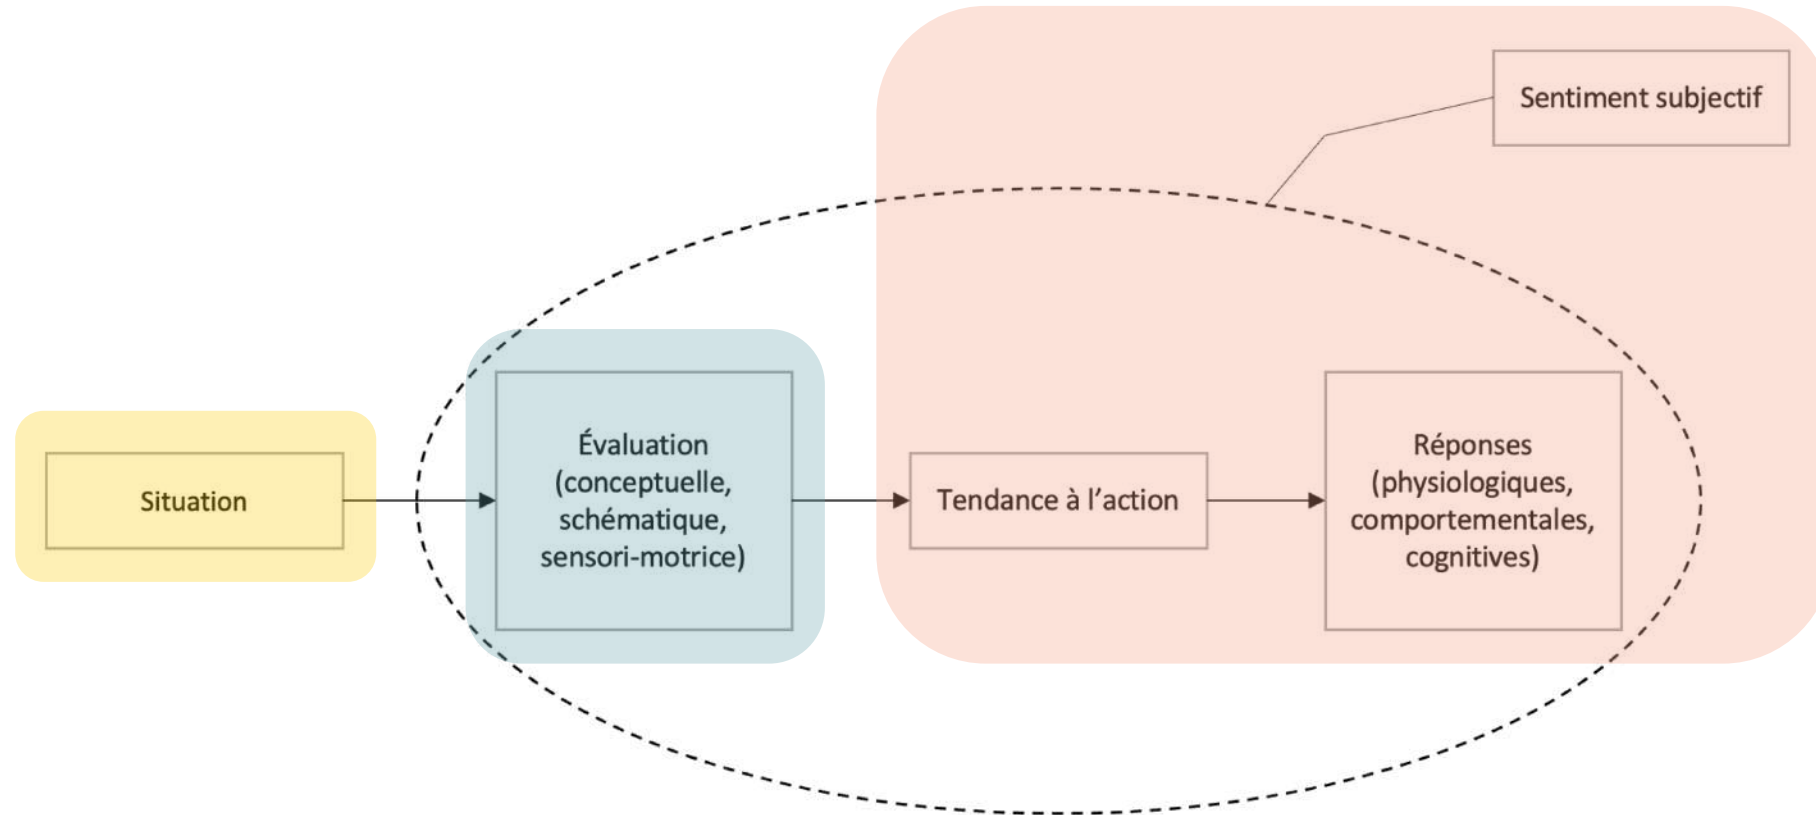 Sentiment subjectif
Situation
Évaluation
(conceptuelle,
schématique,
sensori-motrice)
Tendance à l'action
Réponses
(physiologiques,
comportementales,
cognitives)